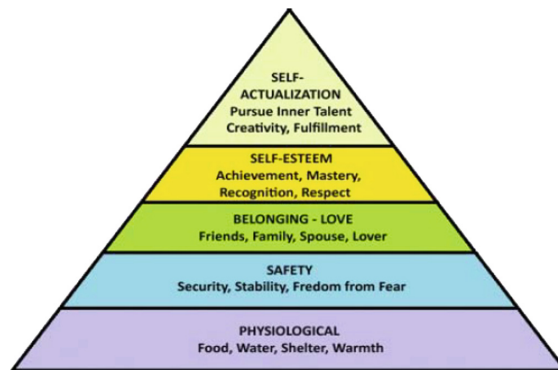 SELF-
ACTUALIZATION
Pursue Inner Talent
Creativity, Fulfillment
SELF-ESTEEM
Achievement, Mastery,
Recognition, Respect
BELONGING - LOVE
Friends, Family, Spouse, Lover
SAFETY
Security, Stability, Fredom from Fear
PHYSIOLOGICAL
Food, Water, Shelter, Warmth